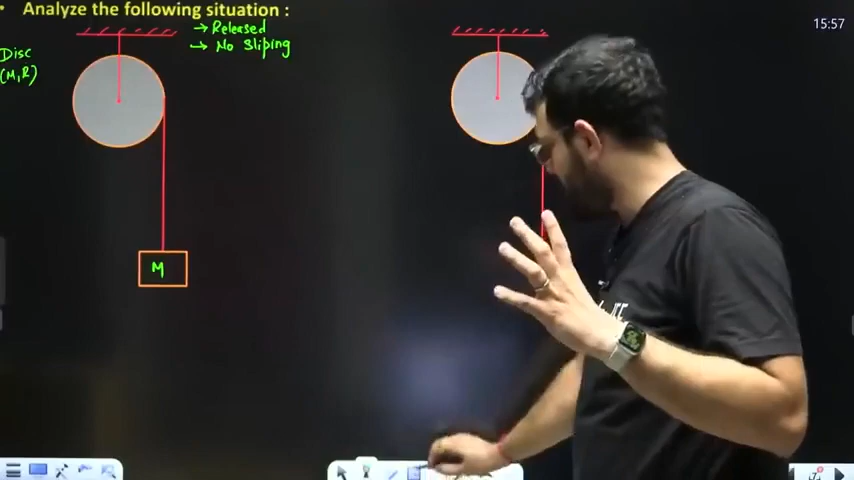 • Analyze the following situation :
→ Released
→ No Sliping
Disc
(M,R)
M
15:57